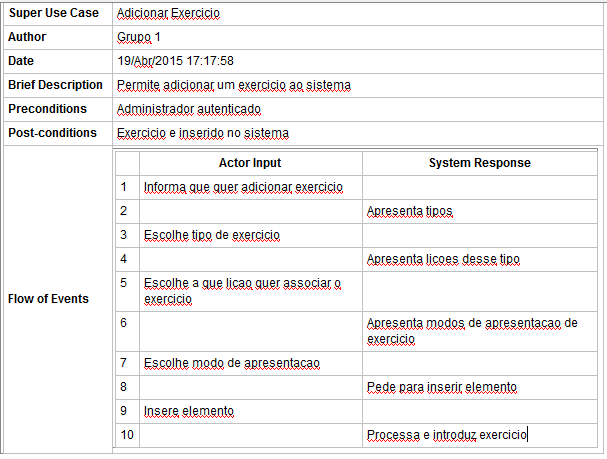 Super Use Case Adicionar Exercicio
Author Grupo 1
Date 19/Abr/2015 17:17:58
Brief Description Permite adicionar um exercicio ao sistema
Preconditions Administrador autenticado
Post-conditions Exercicio e inserido no sistema
Flow of Events
Actor Input System Response
1 Informa que quer adicionar exercicio
2 Apresenta tipos
3 Escolhe tipo de exercicio
4 Apresenta licoes desse tipo
5 Escolhe a que licao quer associar o
exercicio
6 Apresenta modos de apresentacao de
exercicio
7 Escolhe modo de apresentacao
8 Pede para inserir elemento
9 Insere elemento
10 Processa e introduz exercicio